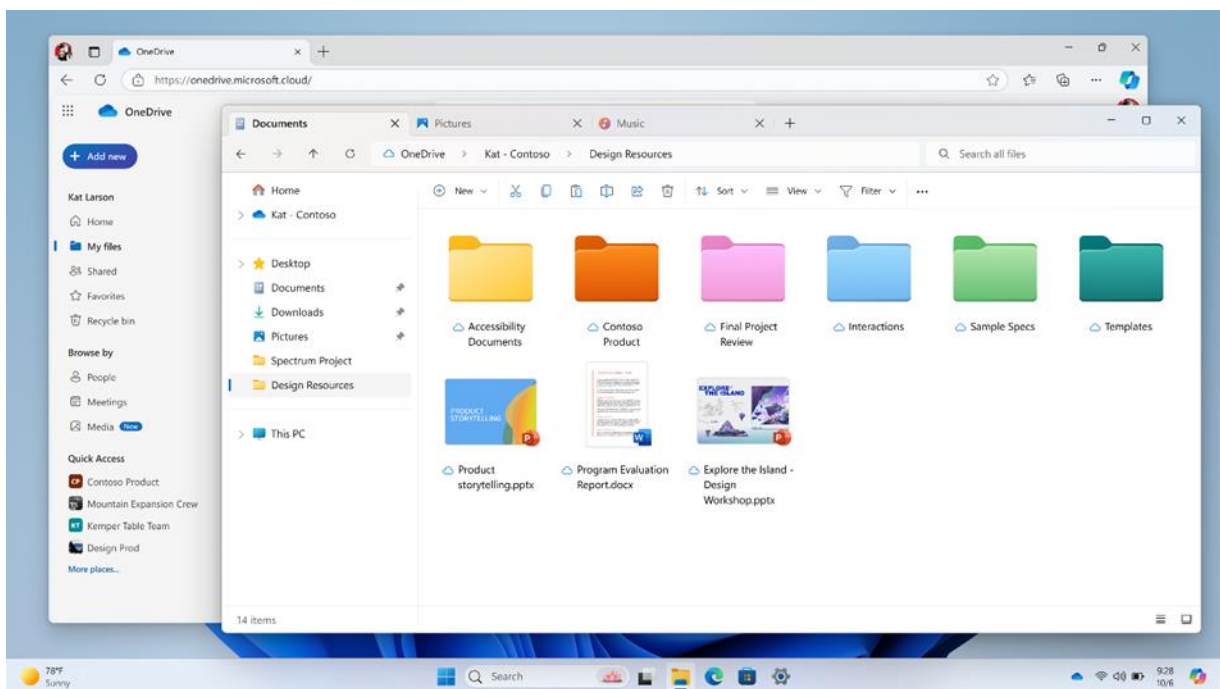 OneDrive
https://onedrive.microsoft.cloud/
OneDrive
Add new
Kat Larson
Home
My files
Shared
Favorites
Recycle bin
Browse by
People
Meetings
Media New
Quick Access
CP Contoso Product
Mountain Expansion Crew
KT Kemper Table Team
Design Prod
More places...
Documents Pictures Music
OneDrive > Kat - Contoso > Design Resources
Search all files
Home
Kat - Contoso
Desktop
Documents
Downloads
Pictures
Spectrum Project
Design Resources
This PC
New Sort View Filter
Accessibility
Documents
Contoso
Product
Final Project
Review
Interactions
Sample Specs
Templates
PRODUCT
STORYTELLING
P
W
EXPLORE
THE ISLAND
P
Product
storytelling.pptx
Program Evaluation
Report.docx
Explore the Island -
Design
Workshop.pptx
14 items
78°F
Sunny
Search
9:28
10/6